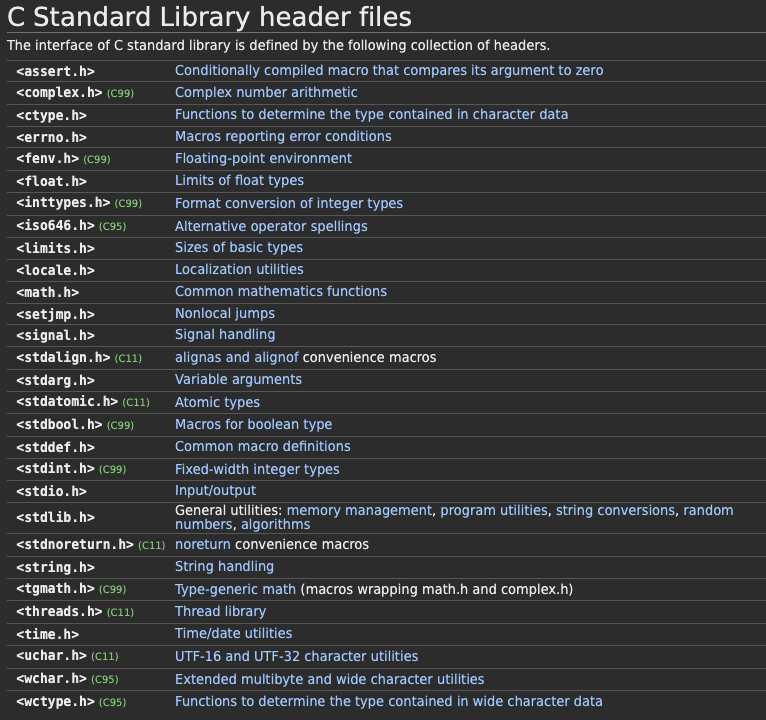 C Standard Library header files
The interface of C standard library is defined by the following collection of headers.
<assert.h> Conditionally compiled macro that compares its argument to zero
<complex.h> (C99) Complex number arithmetic
<ctype.h> Functions to determine the type contained in character data
<errno.h> Macros reporting error conditions
<fenv.h> (C99) Floating-point environment
<float.h> Limits of float types
<inttypes.h> (C99) Format conversion of integer types
<iso646.h> (C95) Alternative operator spellings
<limits.h> Sizes of basic types
<locale.h> Localization utilities
<math.h> Common mathematics functions
<setjmp.h> Nonlocal jumps
<signal.h> Signal handling
<stdalign.h> (C11) alignas and alignof convenience macros
<stdarg.h> Variable arguments
<stdatomic.h> (C11) Atomic types
<stdbool.h> (C99) Macros for boolean type
<stddef.h> Common macro definitions
<stdint.h> (C99) Fixed-width integer types
<stdio.h> Input/output
<stdlib.h> General utilities: memory management, program utilities, string conversions, random
numbers, algorithms
<stdnoreturn.h> (C11) noreturn convenience macros
<string.h> String handling
<tgmath.h> (C99) Type-generic math (macros wrapping math.h and complex.h)
<threads.h> (C11) Thread library
<time.h> Time/date utilities
<uchar.h> (C11) UTF-16 and UTF-32 character utilities
<wchar.h> (C95) Extended multibyte and wide character utilities
<wctype.h> (C95) Functions to determine the type contained in wide character data